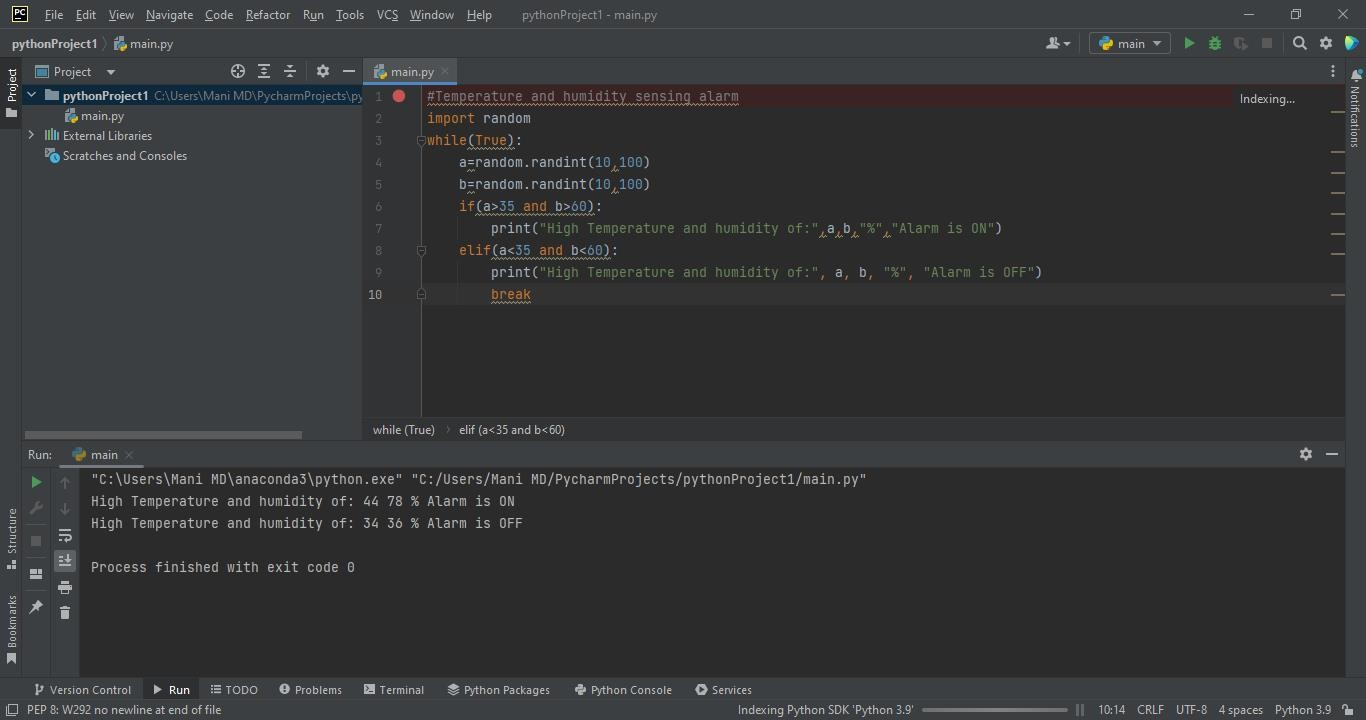 PC File Edit View Navigate Code Refactor Run Tools VCS Window Help pythonProject1 - main.py
pythonProject1 main.py main
Project
Project
pythonProject1 C:\Users\Mani MD\PycharmProjects\py
main.py
External Libraries
Scratches and Consoles
main.py
Indexing...
1 #Temperature and humidity sensing alarm
2 import random
3 while(True):
4 a=random.randint(10,100)
5 b=random.randint(10,100)
6 if(a>35 and b>60):
7 print("High Temperature and humidity of:",a,b,"%","Alarm is ON")
8 elif(a<35 and b<60):
9 print("High Temperature and humidity of:", a, b, "%", "Alarm is OFF")
10 break
while (True) elif (a<35 and b<60)
Notifications
Run: main
"C:\Users\Mani MD\anaconda3\python.exe" "C:/Users/Mani MD/PycharmProjects/pythonProject1/main.py"
High Temperature and humidity of: 44 78 % Alarm is ON
High Temperature and humidity of: 34 36 % Alarm is OFF
Process finished with exit code 0
Structure
Bookmarks
Version Control Run TODO Problems Terminal Python Packages Python Console Services
PEP 8: W292 no newline at end of file Indexing Python SDK 'Python 3.9' 10:14 CRLF UTF-8 4 spaces Python 3.9